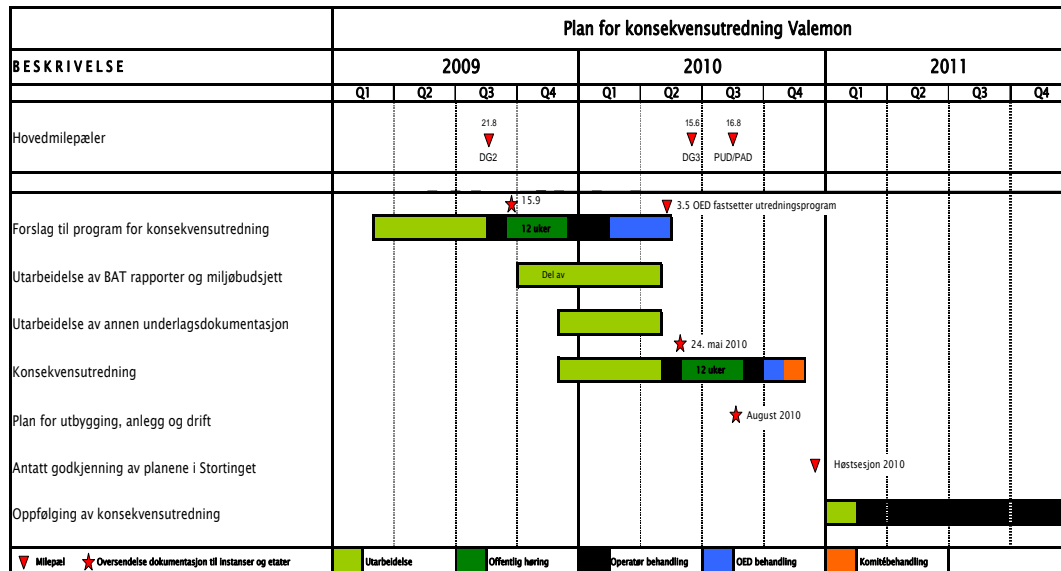 Plan for konsekvensutredning Valemon
BESKRIVELSE 2009 2010 2011
Q1 Q2 Q3 Q4 Q1 Q2 Q3 Q4 Q1 Q2 Q3 Q4
21.8 15.6 16.8
Hovedmilepæler
DG2 DG3 PUD/PAD
15.9 3.5 OED fastsetter utredningsprogram
Forslag til program for konsekvensutredning 12 uker
Utarbeidelse av BAT rapporter og miljøbudsjett Del av
Utarbeidelse av annen underlagsdokumentasjon
24. mai 2010
Konsekvensutredning 12 uker
Plan for utbygging, anlegg og drift August 2010
Antatt godkjenning av planene i Stortinget Høstsesjon 2010
Oppfølging av konsekvensutredning
Milepæl Oversendelse dokumentasjon til instanser og etater Utarbeidelse Offentlig høring Operatør behandling OED behandling Komitébehandling